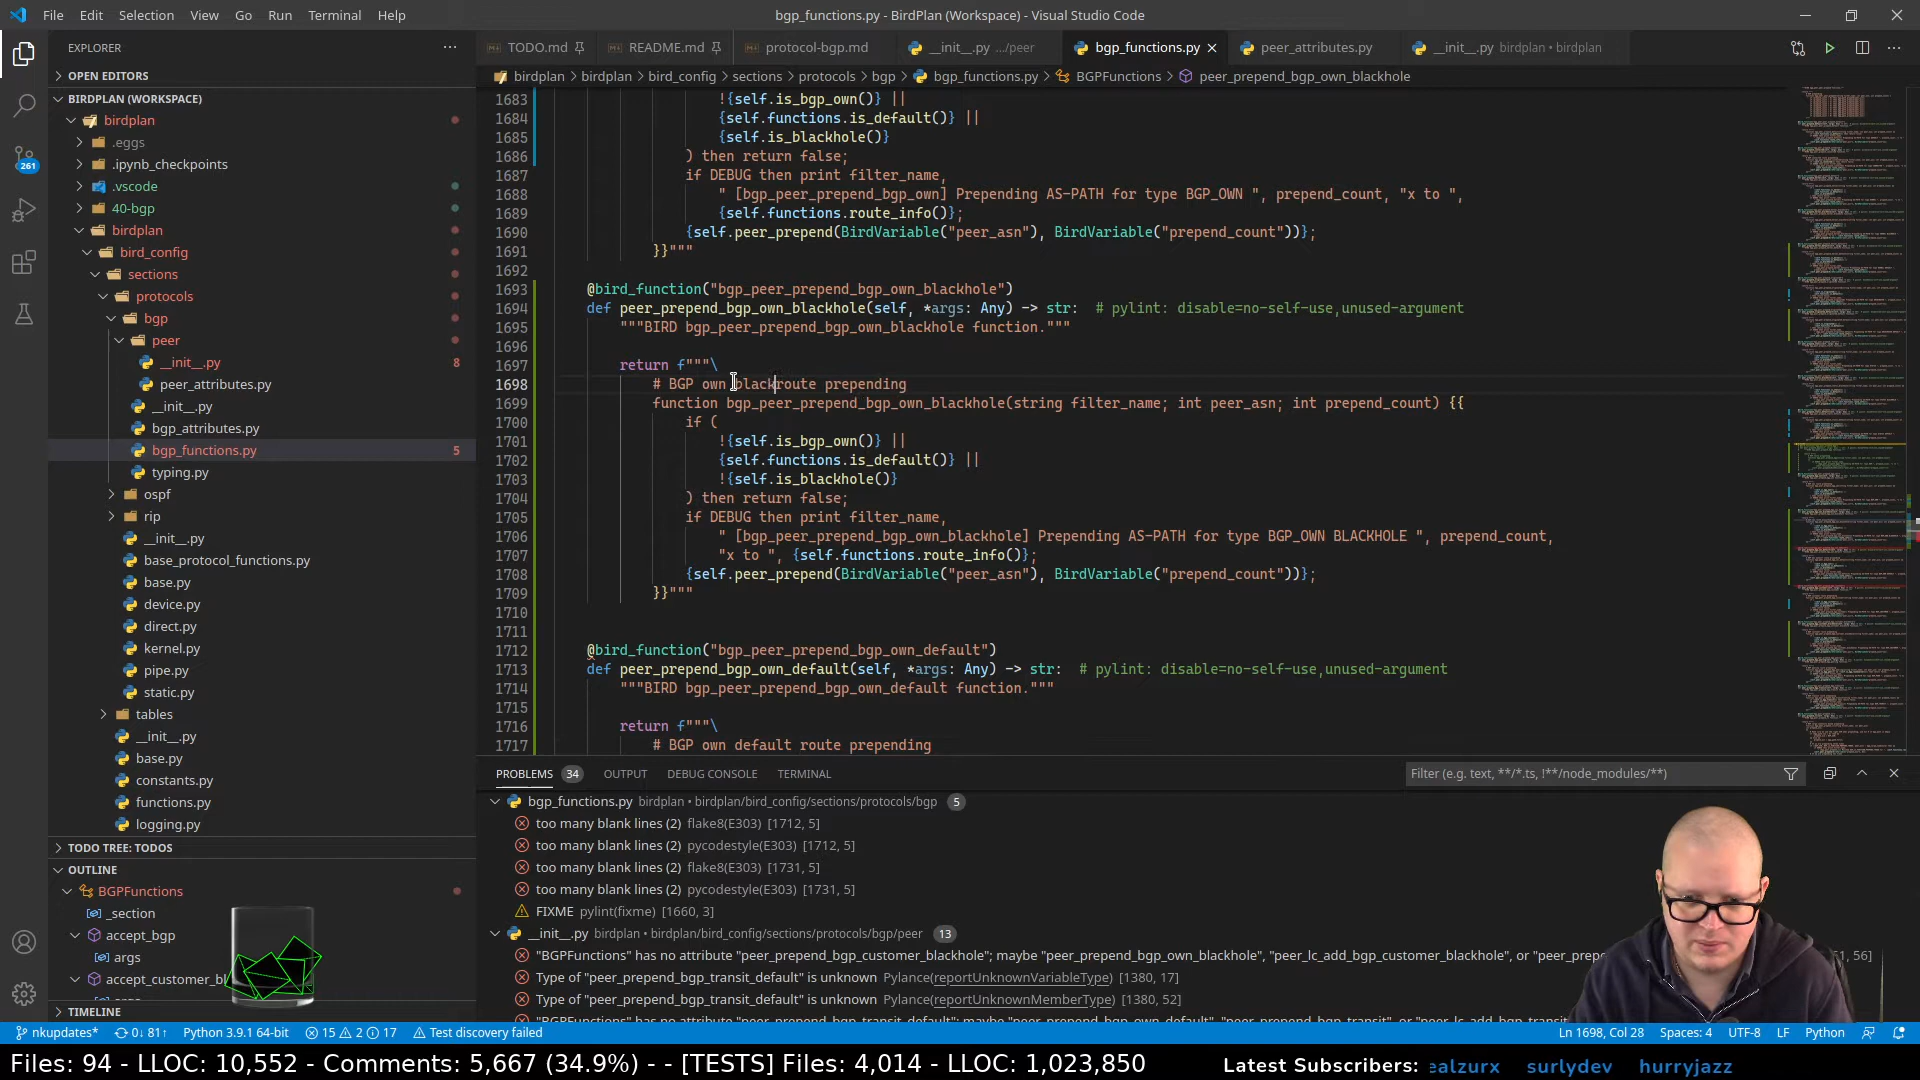 File Edit Selection View Go Run Terminal Help
bgp_functions.py - BirdPlan (Workspace) - Visual Studio Code
EXPLORER
OPEN EDITORS
BIRDPLAN (WORKSPACE)
birdplan
.eggs
.ipynb_checkpoints
.vscode
40-bgp
birdplan
bird_config
sections
protocols
bgp
peer
__init__.py 8
peer_attributes.py
__init__.py
bgp_attributes.py
bgp_functions.py 5
typing.py
ospf
rip
__init__.py
base_protocol_functions.py
base.py
device.py
direct.py
kernel.py
pipe.py
static.py
tables
__init__.py
base.py
constants.py
functions.py
logging.py
TODO TREE: TODOS
OUTLINE
BGPFunctions
_section
accept_bgp
args
accept_customer_bl
TIMELINE
261
TODO.md README.md protocol-bgp.md __init__.py .../peer bgp_functions.py peer_attributes.py __init__.py birdplan • birdplan
birdplan > birdplan > bird_config > sections > protocols > bgp > bgp_functions.py > BGPFunctions > peer_prepend_bgp_own_blackhole
1683 !{self.is_bgp_own()} ||
1684 {self.functions.is_default()} ||
1685 {self.is_blackhole()}
1686 ) then return false;
1687 if DEBUG then print filter_name,
1688 " [bgp_peer_prepend_bgp_own] Prepending AS-PATH for type BGP_OWN ", prepend_count, "x to ",
1689 {self.functions.route_info()};
1690 {self.peer_prepend(BirdVariable("peer_asn"), BirdVariable("prepend_count"))};
1691 }}"""
1692
1693 @bird_function("bgp_peer_prepend_bgp_own_blackhole")
1694 def peer_prepend_bgp_own_blackhole(self, *args: Any) -> str:  # pylint: disable=no-self-use,unused-argument
1695 """BIRD bgp_peer_prepend_bgp_own_blackhole function."""
1696
1697 return f"""\
1698 # BGP own blackroute prepending
1699 function bgp_peer_prepend_bgp_own_blackhole(string filter_name; int peer_asn; int prepend_count) {{
1700 if (
1701 !{self.is_bgp_own()} ||
1702 {self.functions.is_default()} ||
1703 !{self.is_blackhole()}
1704 ) then return false;
1705 if DEBUG then print filter_name,
1706 " [bgp_peer_prepend_bgp_own_blackhole] Prepending AS-PATH for type BGP_OWN BLACKHOLE ", prepend_count,
1707 "x to ", {self.functions.route_info()};
1708 {self.peer_prepend(BirdVariable("peer_asn"), BirdVariable("prepend_count"))};
1709 }}"""
1710
1711
1712 @bird_function("bgp_peer_prepend_bgp_own_default")
1713 def peer_prepend_bgp_own_default(self, *args: Any) -> str:  # pylint: disable=no-self-use,unused-argument
1714 """BIRD bgp_peer_prepend_bgp_own_default function."""
1715
1716 return f"""\
1717 # BGP own default route prepending
PROBLEMS 34 OUTPUT DEBUG CONSOLE TERMINAL
Filter (e.g. text, **/*.ts, !**/node_modules/**)
bgp_functions.py birdplan • birdplan/bird_config/sections/protocols/bgp 5
too many blank lines (2) flake8(E303) [1712, 5]
too many blank lines (2) pycodestyle(E303) [1712, 5]
too many blank lines (2) flake8(E303) [1731, 5]
too many blank lines (2) pycodestyle(E303) [1731, 5]
FIXME pylint(fixme) [1660, 3]
__init__.py birdplan • birdplan/bird_config/sections/protocols/bgp/peer 13
"BGPFunctions" has no attribute "peer_prepend_bgp_customer_blackhole"; maybe "peer_prepend_bgp_own_blackhole", "peer_lc_add_bgp_customer_blackhole", or "peer_prepe 56]
Type of "peer_prepend_bgp_transit_default" is unknown Pylance(reportUnknownVariableType) [1380, 17]
Type of "peer_prepend_bgp_transit_default" is unknown Pylance(reportUnknownMemberType) [1380, 52]
nkupdates* 0↓ 81↑ Python 3.9.1 64-bit 15 2 17 Test discovery failed
Ln 1698, Col 28 Spaces: 4 UTF-8 LF Python
Files: 94 - LLOC: 10,552 - Comments: 5,667 (34.9%) - - [TESTS] Files: 4,014 - LLOC: 1,023,850
Latest Subscribers: ealzurx surlydev hurryjazz